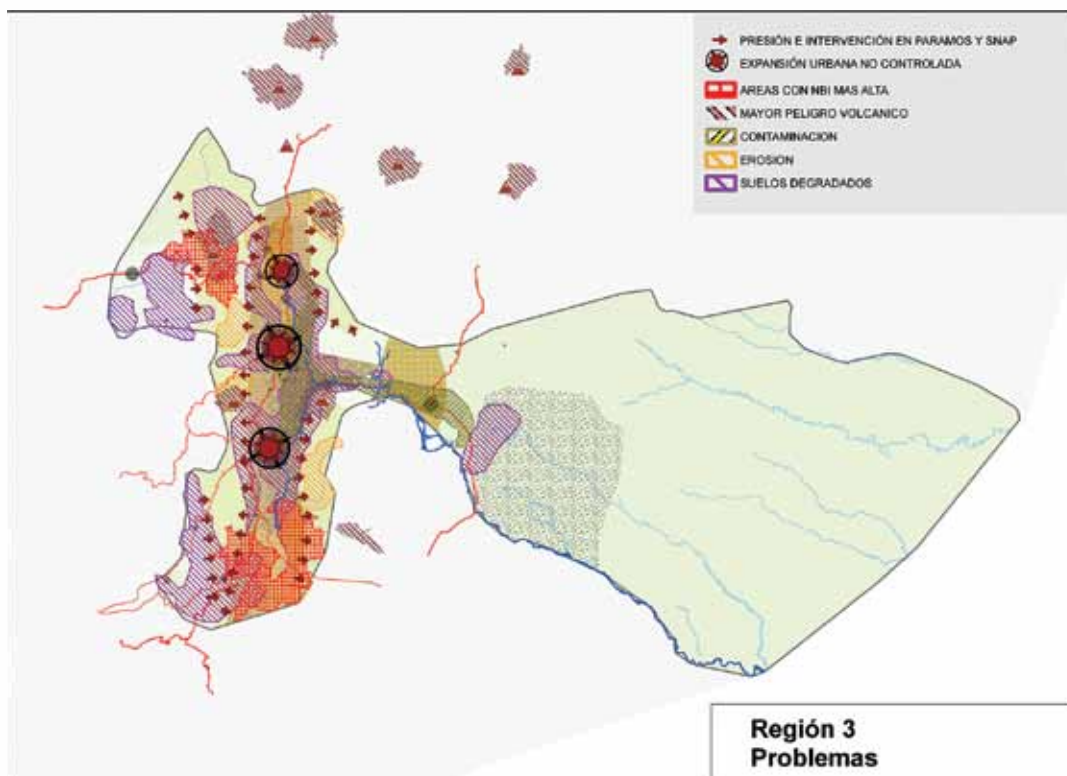 PRESIÓN E INTERVENCIÓN EN PARAMOS Y SNAP
EXPANSIÓN URBANA NO CONTROLADA
AREAS CON NBI MAS ALTA
MAYOR PELIGRO VOLCANICO
CONTAMINACION
EROSION
SUELOS DEGRADADOS
Región 3
Problemas